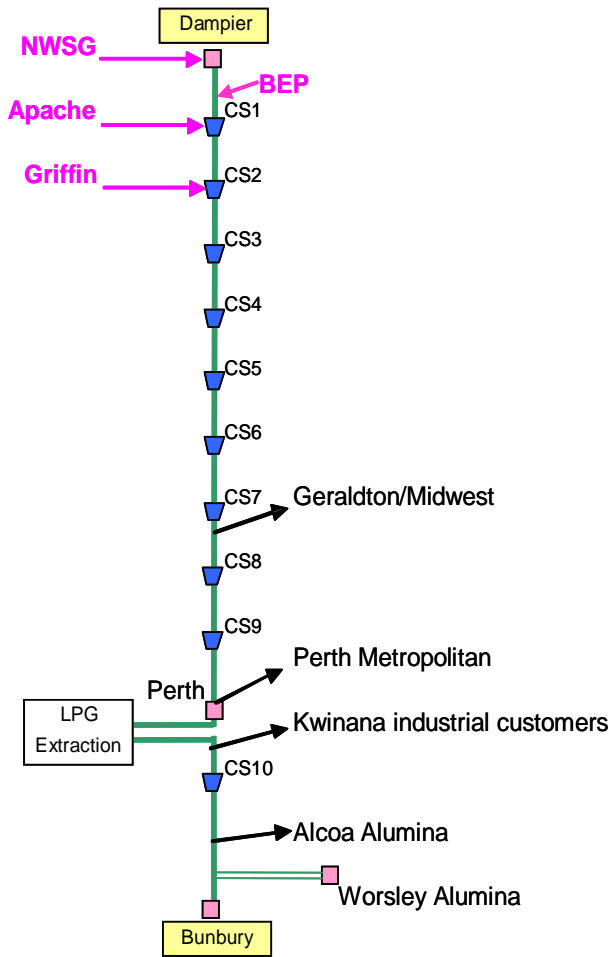 Dampier
NWSG
BEP
Apache
CS1
Griffin
CS2
CS3
CS4
CS5
CS6
CS7
Geraldton/Midwest
CS8
CS9
Perth Metropolitan
Perth
LPG
Extraction
Kwinana industrial customers
CS10
Alcoa Alumina
Worsley Alumina
Bunbury